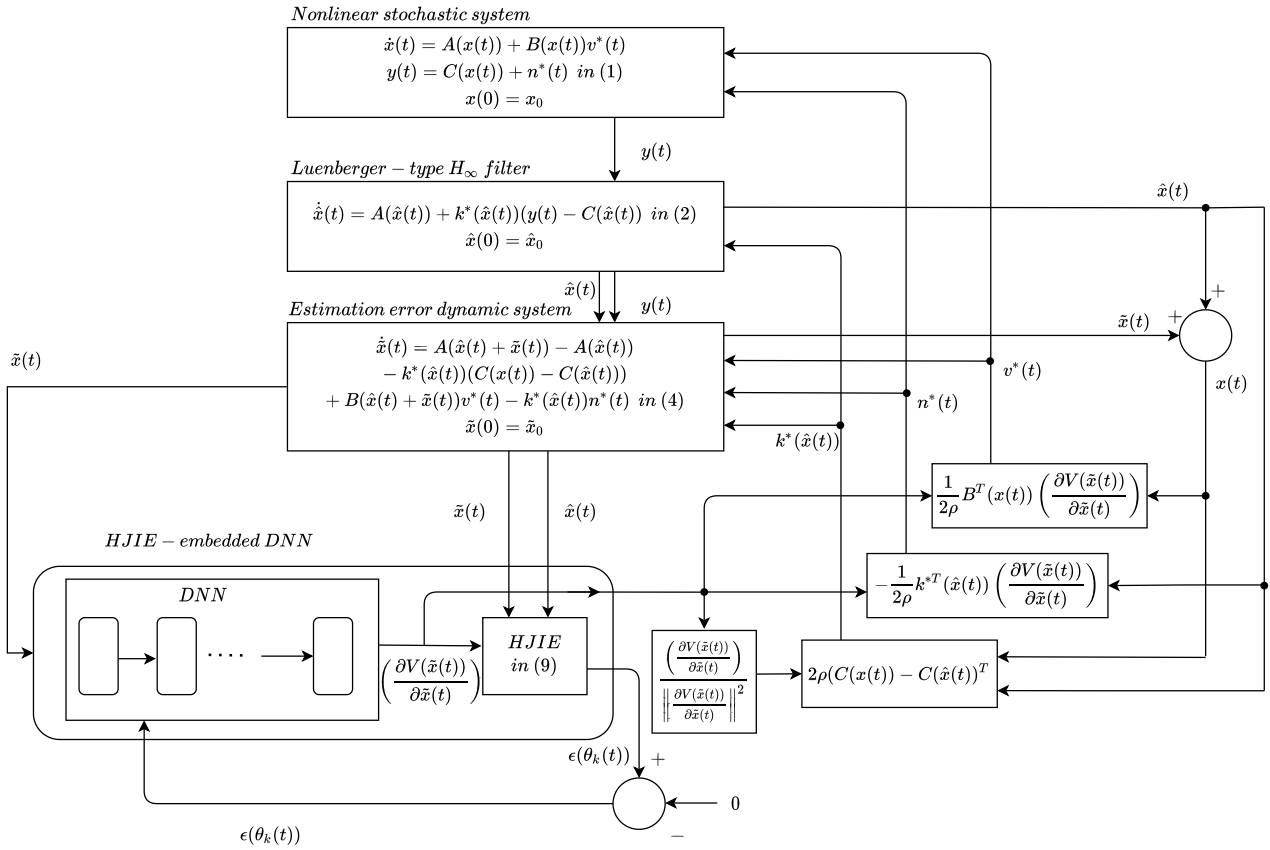 Nonlinear stochastic system
ẋ(t) = A(x(t)) + B(x(t))v*(t)
y(t) = C(x(t)) + n*(t) in (1)
x(0) = x₀
y(t)
Luenberger − type H∞ filter
x̂̇(t) = A(x̂(t)) + k*(x̂(t))(y(t) − C(x̂(t)) in (2)
x̂(0) = x̂₀
x̂(t)
x̂(t)
y(t)
Estimation error dynamic system
x̃̇(t) = A(x̂(t) + x̃(t)) − A(x̂(t))
− k*(x̂(t))(C(x(t)) − C(x̂(t)))
+ B(x̂(t) + x̃(t))v*(t) − k*(x̂(t))n*(t) in (4)
x̃(0) = x̃₀
+
+
x̃(t)
x(t)
v*(t)
n*(t)
k*(x̂(t))
x̃(t)
1/2ρ Bᵀ(x(t)) (∂V(x̃(t))/∂x̃(t))
−1/2ρ k*ᵀ(x̂(t)) (∂V(x̃(t))/∂x̃(t))
(∂V(x̃(t))/∂x̃(t)) / ‖∂V(x̃(t))/∂x̃(t)‖²
2ρ(C(x(t)) − C(x̂(t))ᵀ
x̃(t)
x̂(t)
HJIE − embedded DNN
DNN
····
(∂V(x̃(t))/∂x̃(t))
HJIE
in (9)
ϵ(θₖ(t))
+
0
−
ϵ(θₖ(t))